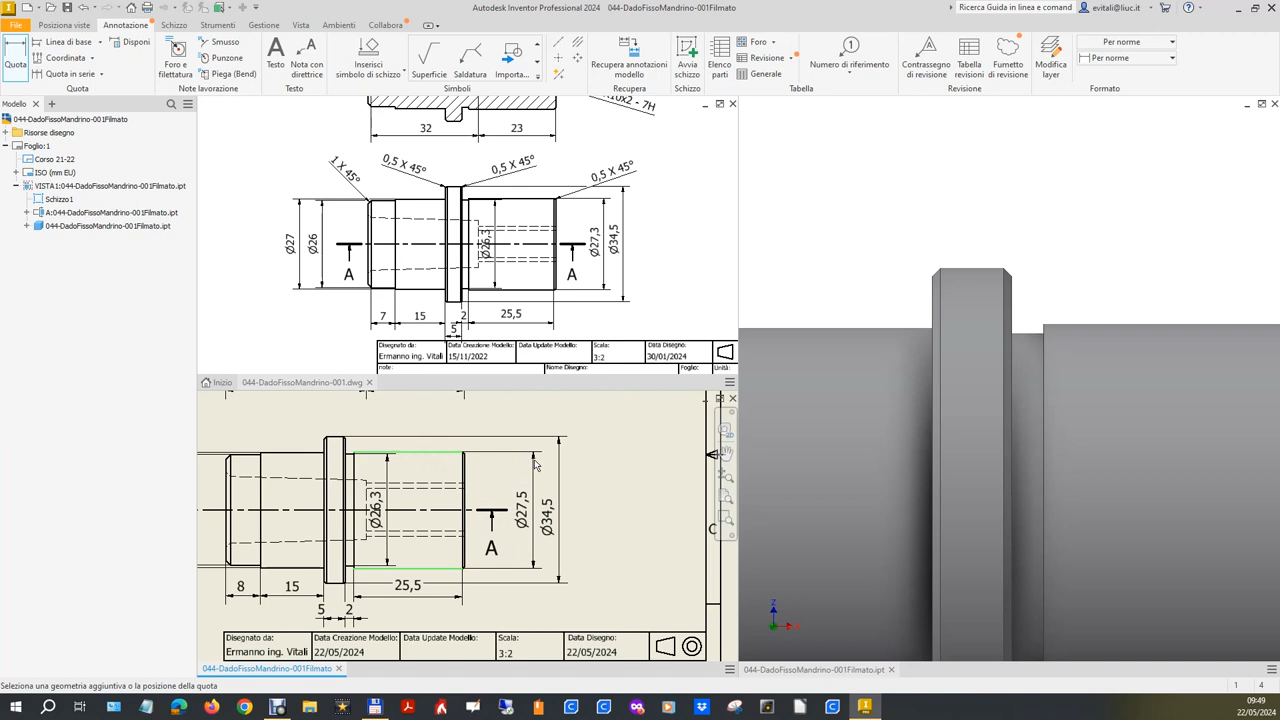 Autodesk Inventor Professional 2024 044-DadoFissoMandrino-001Filmato
Ricerca Guida in linea e comandi
evitali@liuc.it
File Posizione viste Annotazione Schizzo Strumenti Gestione Vista Ambienti Collabora
Quota
Linea di base
Coordinata
Quota in serie
Disponi
Quota
Foro e filettatura
Smusso
Punzone
Piega (Bend)
Note lavorazione
Testo
Nota con direttrice
Testo
Inserisci simbolo di schizzo
Superficie
Saldatura
Importa...
Simboli
Recupera annotazioni modello
Recupera
Avvia schizzo
Schizzo
Elenco parti
Foro
Revisione
Generale
Tabella
Numero di riferimento
Contrassegno di revisione
Tabella revisioni
Fumetto di revisione
Revisione
Modifica layer
Per norme
Per norme
Formato
Modello
044-DadoFissoMandrino-001Filmato
Risorse disegno
Foglio:1
Corso 21-22
ISO (mm EU)
VISTA1:044-DadoFissoMandrino-001Filmato.ipt
Schizzo1
A:044-DadoFissoMandrino-001Filmato.ipt
044-DadoFissoMandrino-001Filmato.ipt
10x2 - 7H
32 23
1 X 45° 0,5 X 45° 0,5 X 45° 0,5 X 45°
Ø27 Ø26 Ø26,3 Ø27,3 Ø34,5
A A
7 15 2 25,5
5
Disegnato da: Data Creazione Modello: Data Update Modello: Scala: Data Disegno:
Ermanno ing. Vitali 15/11/2022 3:2 30/01/2024
note: Nome Disegno: Foglio: Unità:
Inizio 044-DadoFissoMandrino-001.dwg
Ø26,3 Ø27,5 Ø34,5
A
C
8 15 25,5
5 2
Disegnato da: Data Creazione Modello: Data Update Modello: Scala: Data Disegno:
Ermanno ing. Vitali 22/05/2024 3:2 22/05/2024
Z
044-DadoFissoMandrino-001Filmato
044-DadoFissoMandrino-001Filmato.ipt
Seleziona una geometria aggiuntiva o la posizione della quota
1 4
09:49
22/05/2024